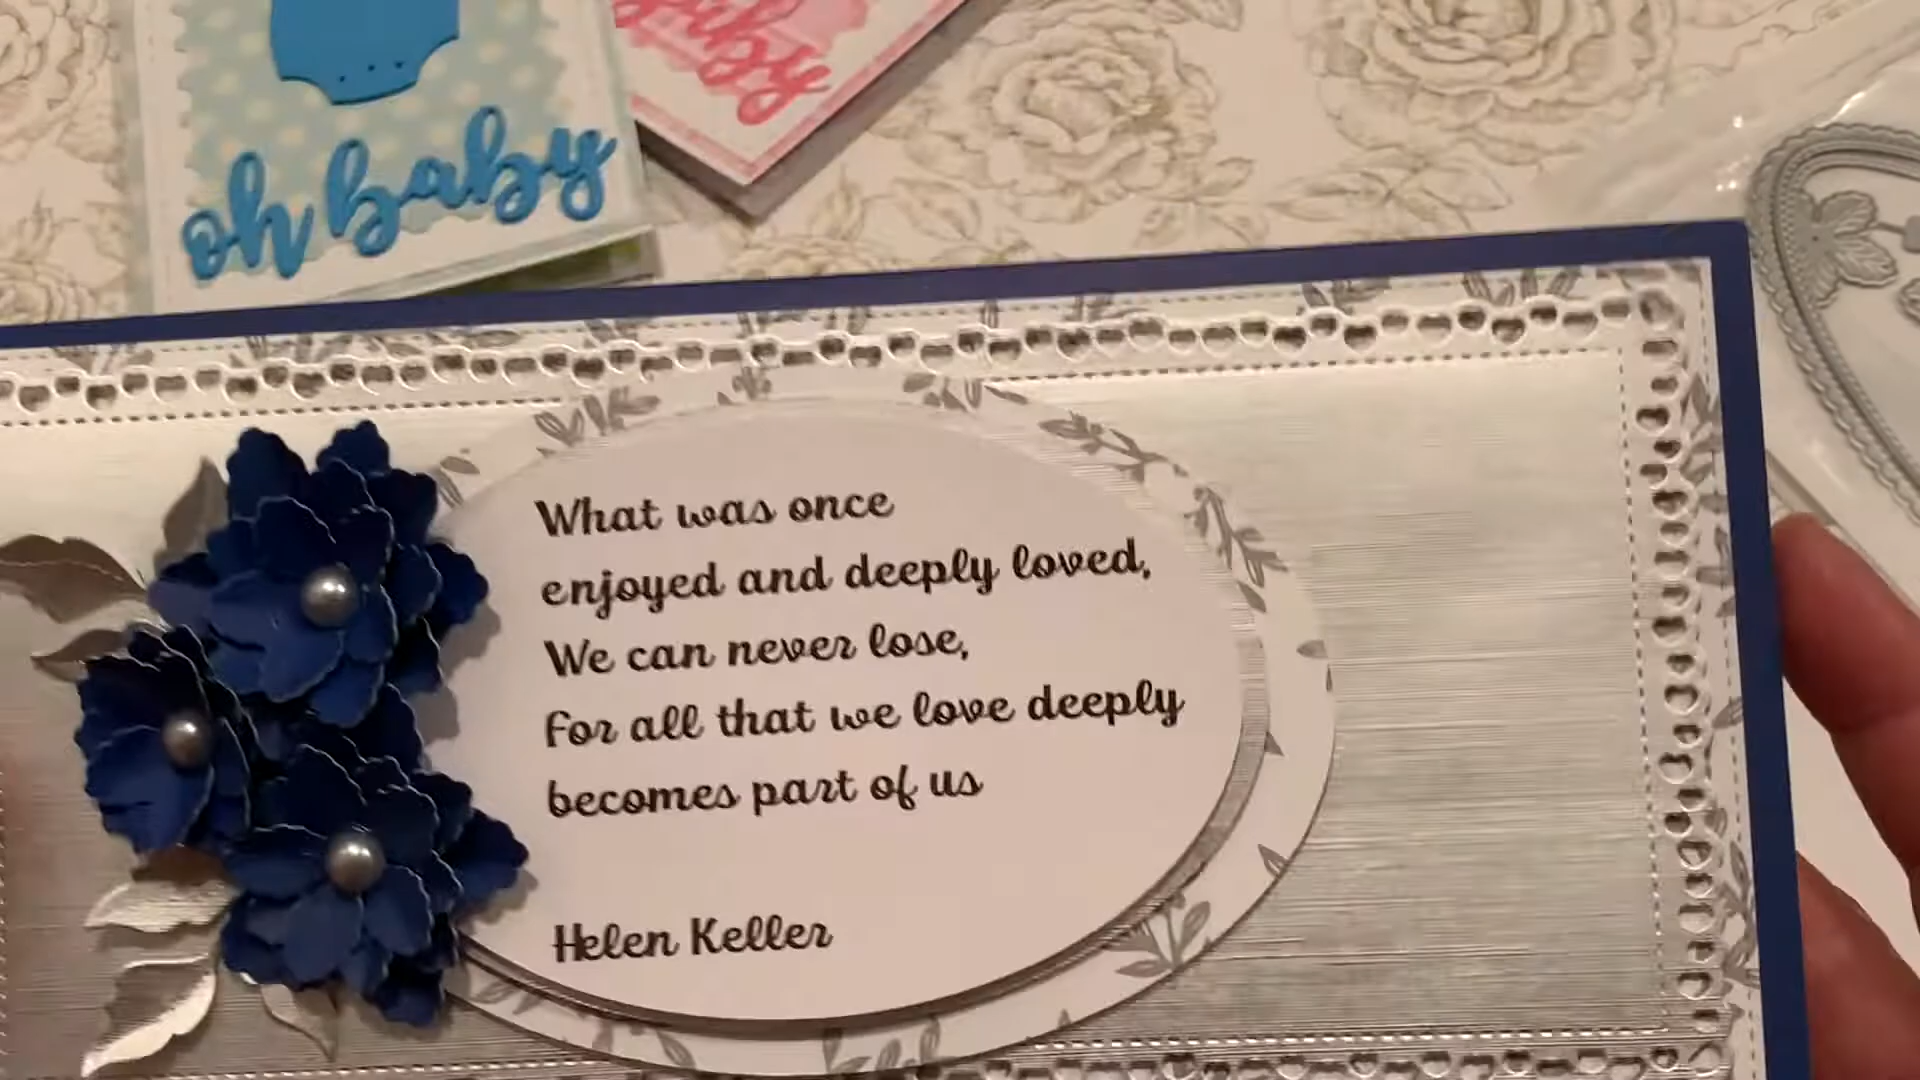 oh baby
baby
What was once
enjoyed and deeply loved,
We can never lose,
For all that we love deeply
becomes part of us
Helen Keller